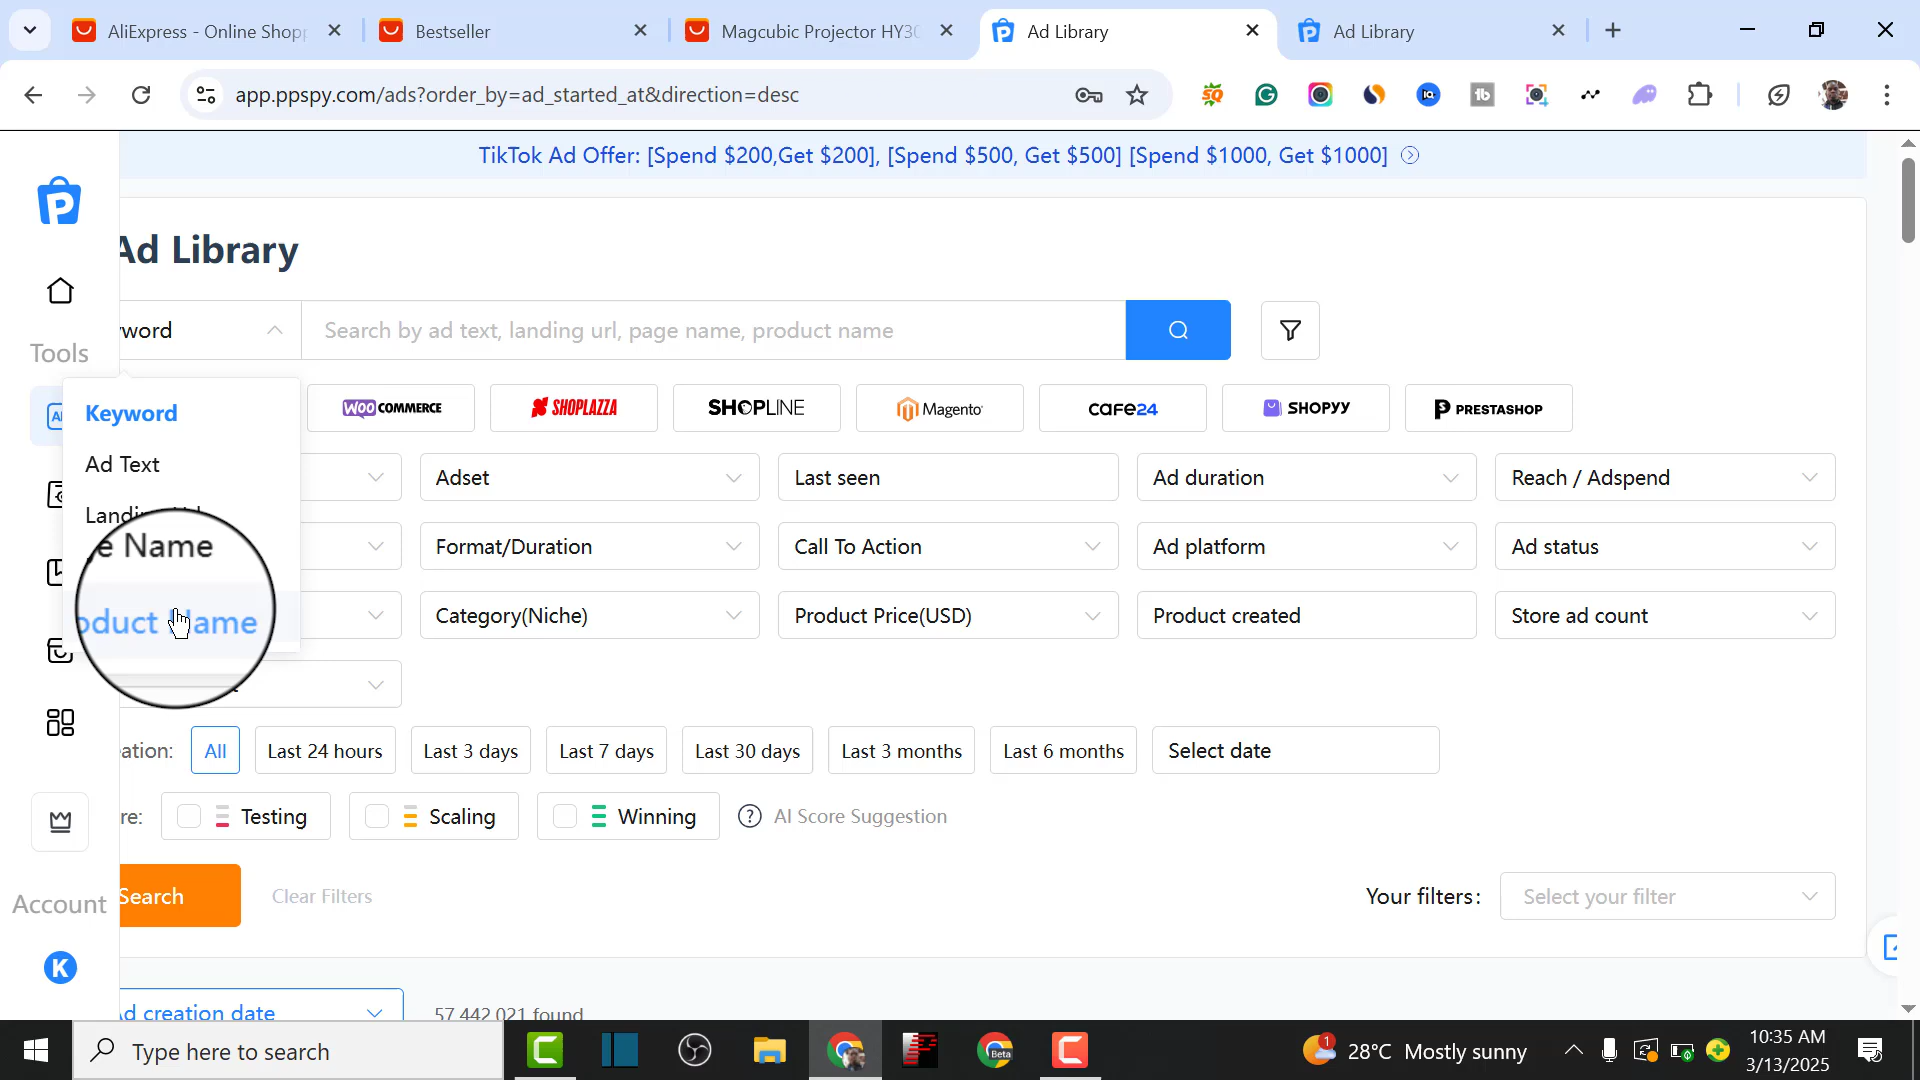 AliExpress - Online Shopp
Bestseller
Magcubic Projector HY30
Ad Library
Ad Library
app.ppspy.com/ads?order_by=ad_started_at&direction=desc
TikTok Ad Offer: [Spend $200,Get $200], [Spend $500, Get $500] [Spend $1000, Get $1000]
Ad Library
yword
Search by ad text, landing url, page name, product name
Tools
Keyword
WOO COMMERCE
SHOPLAZZA
SHOPLINE
Magento
CAFE24
SHOPYY
PRESTASHOP
Ad Text
Adset
Last seen
Ad duration
Reach / Adspend
e Name
Format/Duration
Call To Action
Ad platform
Ad status
oduct Name
Category(Niche)
Product Price(USD)
Product created
Store ad count
eation:
All
Last 24 hours
Last 3 days
Last 7 days
Last 30 days
Last 3 months
Last 6 months
Select date
re:
Testing
Scaling
Winning
AI Score Suggestion
Account
Search
Clear Filters
Your filters:
Select your filter
K
Ad creation date
57,442,021 found
Type here to search
Beta
1
28°C Mostly sunny
10:35 AM
3/13/2025